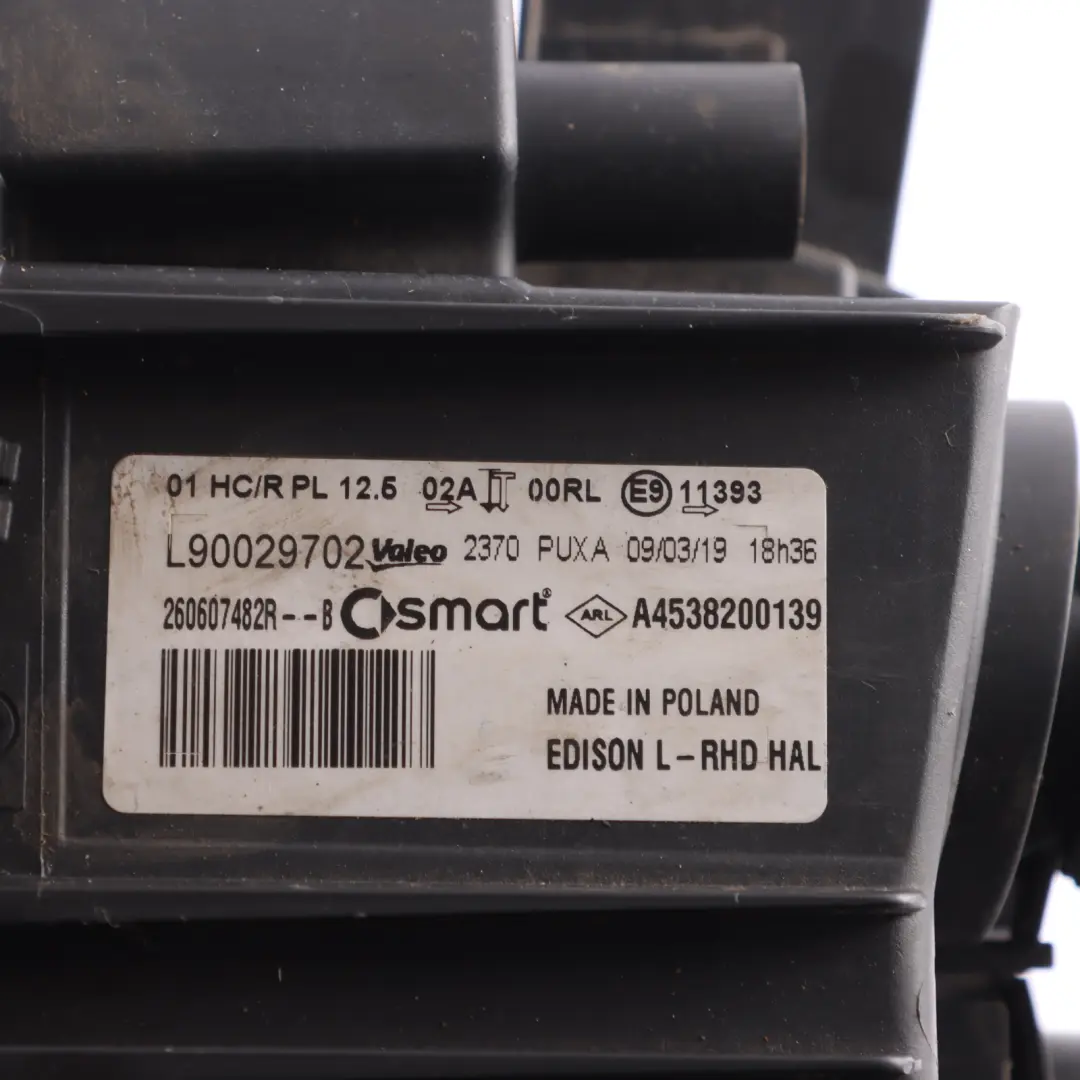 01 HC/R PL 12.5 02A 00RL E9 11393
L90029702 Valeo 2370 PUXA 09/03/19 18h36
260607482R--B smart® ARL A4538200139
MADE IN POLAND
EDISON L-RHD HAL